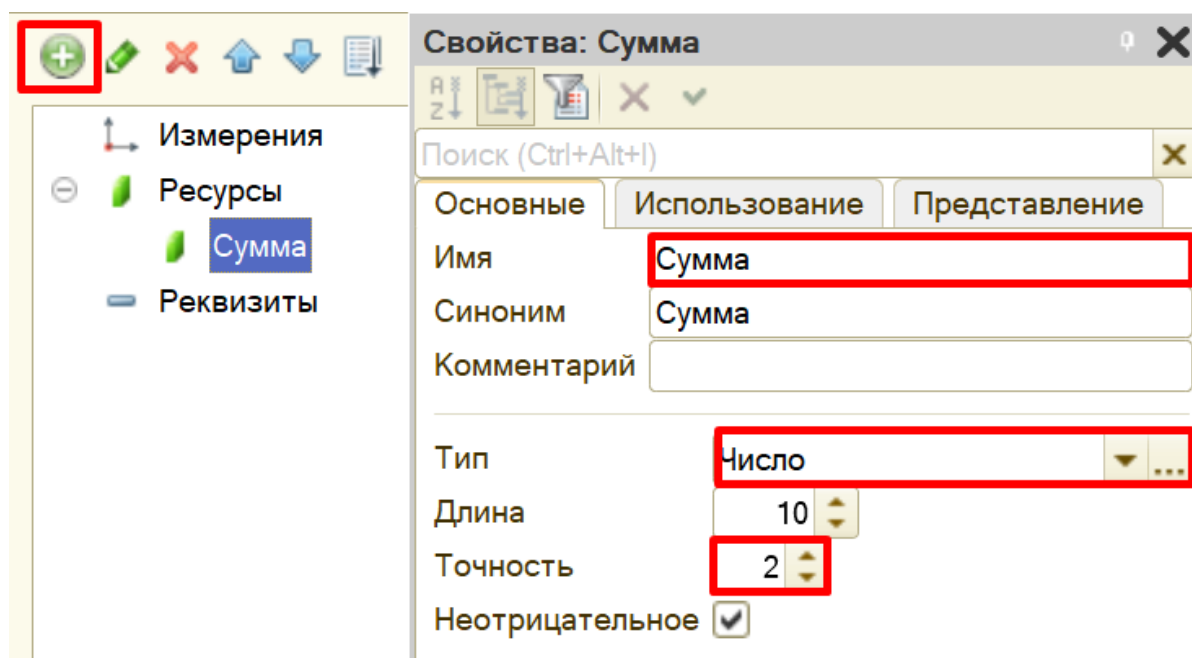 Измерения
Ресурсы
Сумма
Реквизиты
Свойства: Сумма
Поиск (Ctrl+Alt+I)
Основные Использование Представление
Имя Сумма
Синоним Сумма
Комментарий
Тип Число ...
Длина 10
Точность 2
Неотрицательное